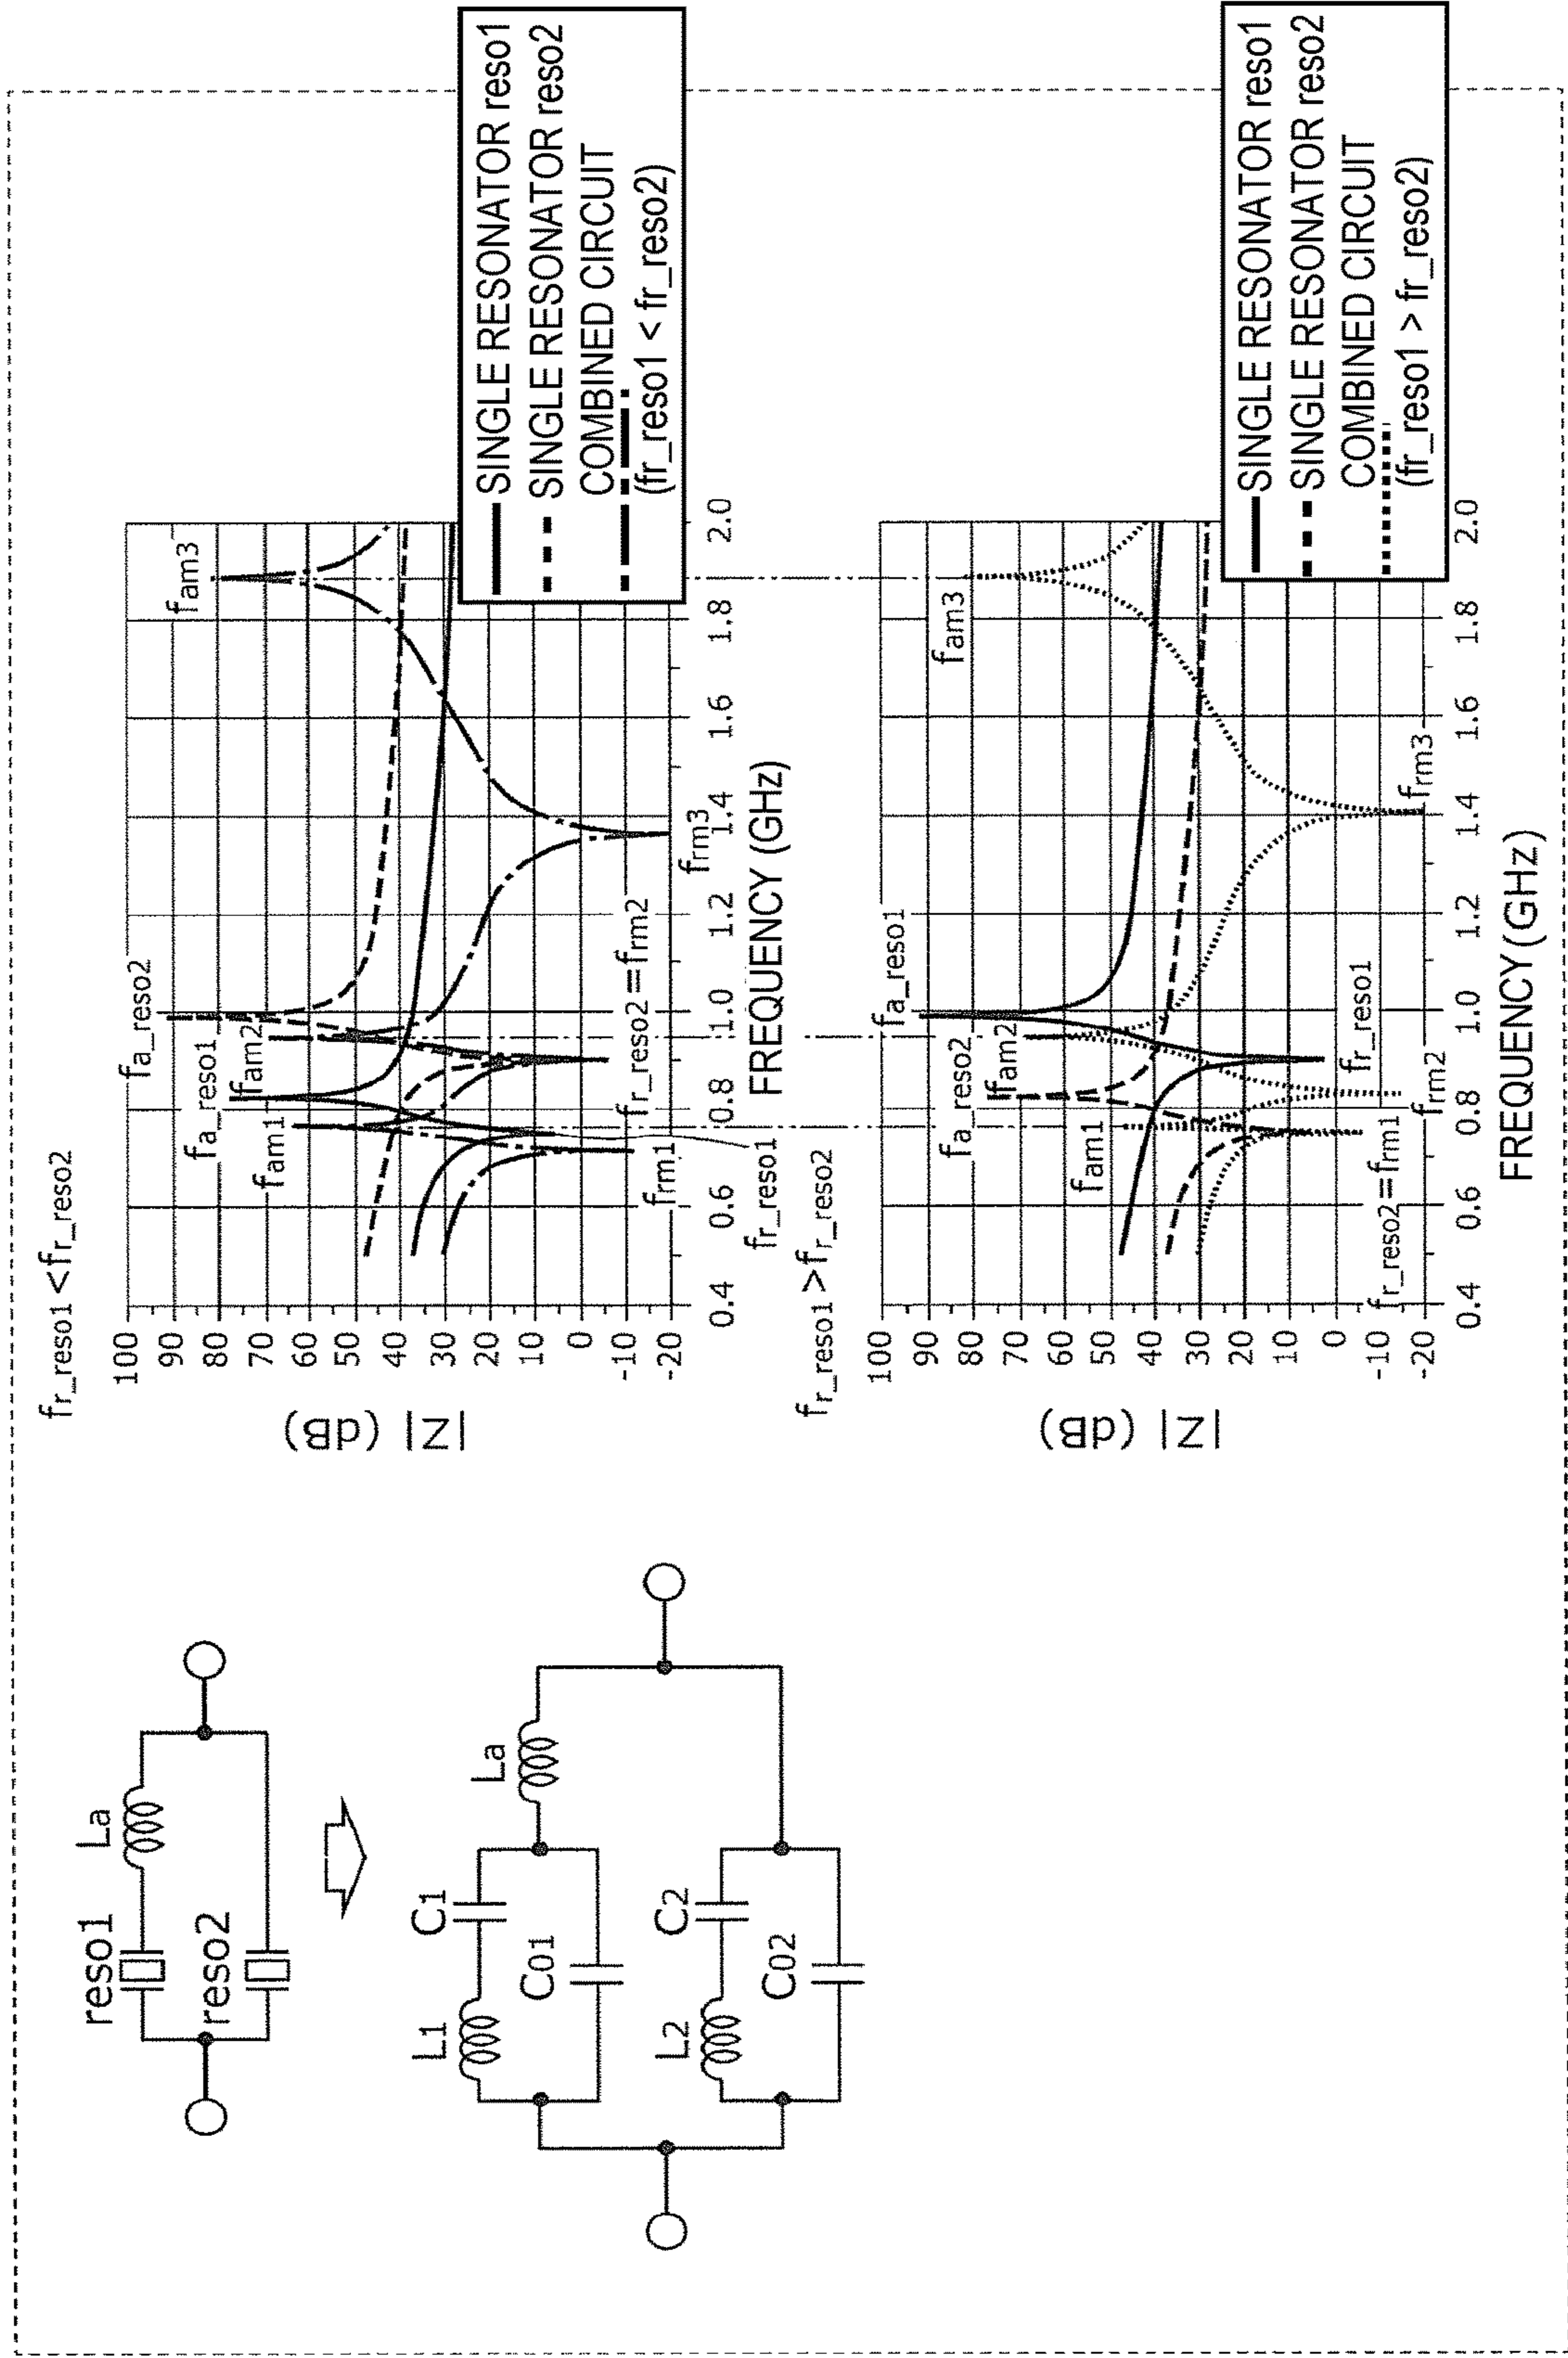 reso1
La
reso2
L1
C1
La
C01
L2
C2
C02
fr_reso1 <fr_reso2
|Z| (dB)
100
90
80
70
60
50
40
30
20
10
0
-10
-20
fa_reso2
fa_reso1
fam2
fam1
fam3
frm1
fr_reso2=frm2
frm3
fr_reso1
0.4
0.6
0.8
1.0
1.2
1.4
1.6
1.8
2.0
FREQUENCY (GHz)
SINGLE RESONATOR reso1
SINGLE RESONATOR reso2
COMBINED CIRCUIT
(fr_reso1 < fr_reso2)
fr_reso1 >fr_reso2
|Z| (dB)
100
90
80
70
60
50
40
30
20
10
0
-10
-20
fa_reso1
fa_reso2
fam2
fam1
fam3
fr_reso2=frm1
frm2
fr_reso1
frm3
0.4
0.6
0.8
1.0
1.2
1.4
1.6
1.8
2.0
FREQUENCY (GHz)
SINGLE RESONATOR reso1
SINGLE RESONATOR reso2
COMBINED CIRCUIT
(fr_reso1 > fr_reso2)